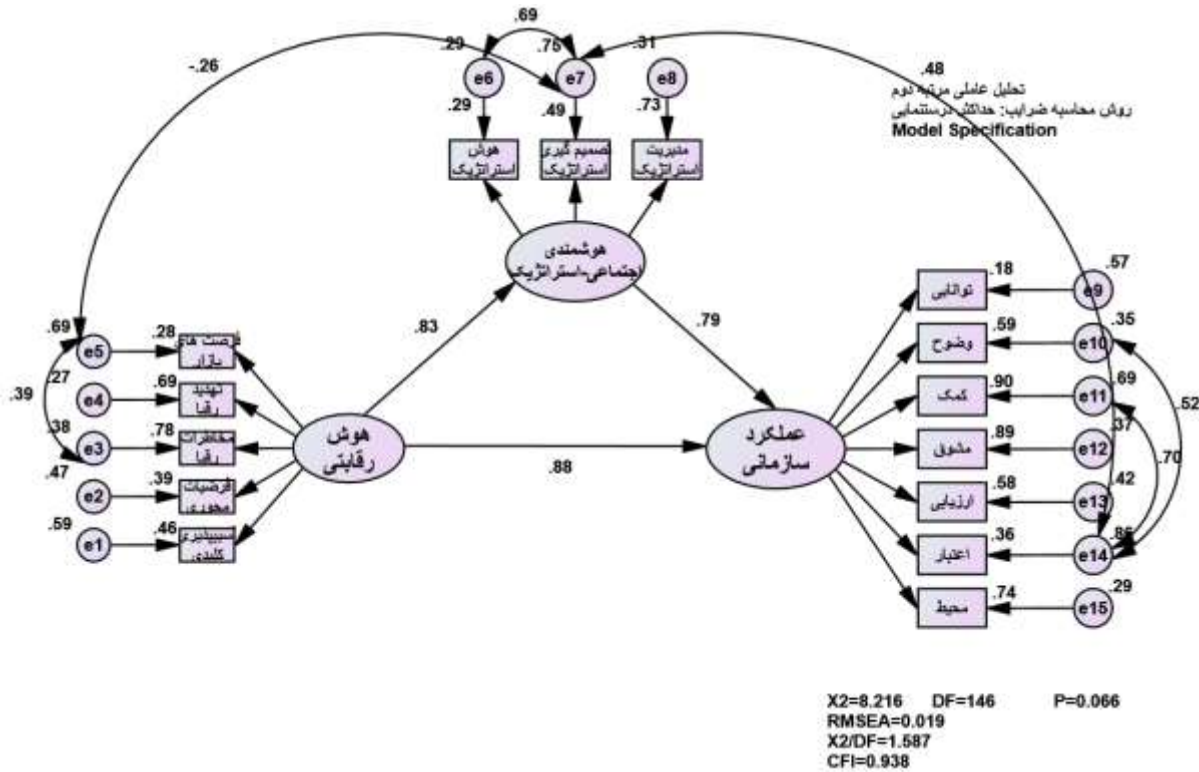 .69
.29
.75
.31
-.26
e6
e7
e8
.48
تحلیل عاملی مرتبه دوم
روش محاسبه ضرایب: حداکثر درستنمایی
Model Specification
.29
.49
.73
هوش
استراتژیک
تصمیم گیری
استراتژیک
مدیریت
استراتژیک
هوشمندی
اجتماعی-استراتژیک
.83
.79
.69
e5
.28
فرصت های
بازار
.27
e4
.69
تهدید
رقبا
.39
.38
e3
.78
مخاطرات
رقبا
.47
e2
.39
فرضیات
محوری
.59
e1
.46
کلیدی
هوش
رقابتی
.88
عملکرد
سازمانی
توانایی
.18
e9
.57
وضوح
.59
e10
.35
کمک
.90
e11
.69
مشوق
.89
e12
.37
ارزیابی
.58
e13
.42
اعتبار
.36
e14
.86
محیط
.74
e15
.29
.52
.70
X2=8.216 DF=146 P=0.066
RMSEA=0.019
X2/DF=1.587
CFI=0.938